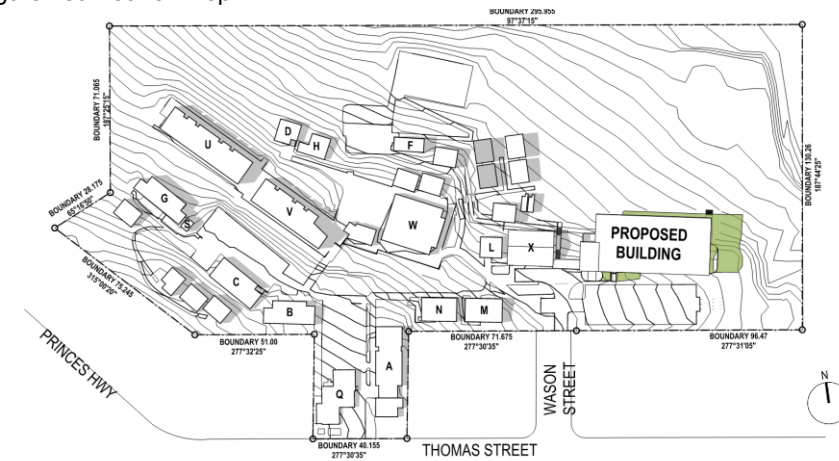 BOUNDARY 295.955
97°37'15"
BOUNDARY 71.065
187°25'15"
BOUNDARY 130.26
187°44'25"
D
H
F
U
G
S
V
W
L
X
PROPOSED
BUILDING
BOUNDARY 28.175
65°16'50"
BOUNDARY 75.245
315°00'20"
C
B
N
M
BOUNDARY 51.00
277°32'25"
BOUNDARY 71.675
277°30'35"
BOUNDARY 96.47
277°31'05"
A
Q
PRINCES HWY
WASON
STREET
N
BOUNDARY 40.155
277°30'35"
THOMAS STREET